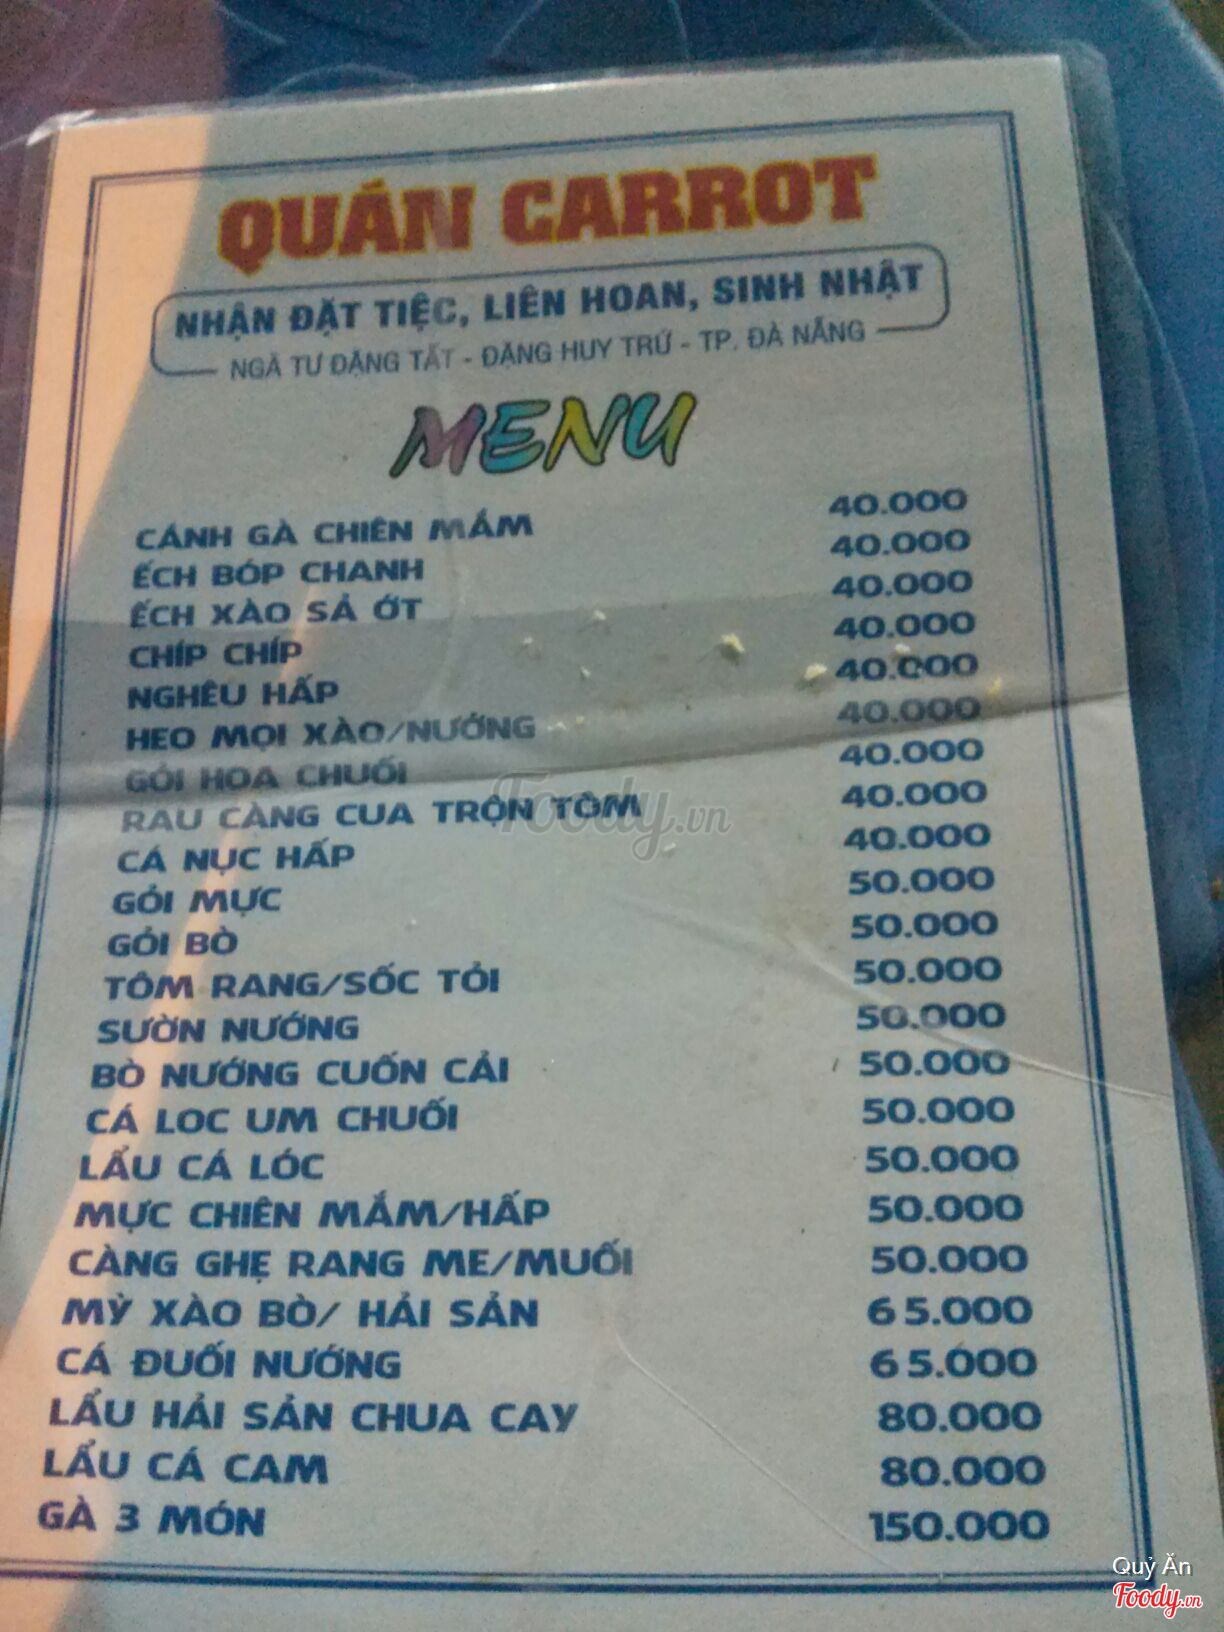 QUÁN CARROT
NHẬN ĐẶT TIỆC, LIÊN HOAN, SINH NHẬT
NGÃ TƯ ĐẶNG TẤT - ĐẶNG HUY TRỨ - TP. ĐÀ NẴNG
MENU
CÁNH GÀ CHIÊN MẮM 40.000
ẾCH BÓP CHANH 40.000
ẾCH XÀO SẢ ỚT 40.000
CHÍP CHÍP 40.000
NGHÊU HẤP 40.000
HEO MỌI XÀO/NƯỚNG 40.000
GỎI HOA CHUỐI 40.000
RAU CÀNG CUA TRỘN TÔM 40.000
CÁ NỤC HẤP 40.000
GỎI MỰC 50.000
GỎI BÒ 50.000
TÔM RANG/SỐC TỎI 50.000
SƯỜN NƯỚNG 50.000
BÒ NƯỚNG CUỐN CẢI 50.000
CÁ LOC UM CHUỐI 50.000
LẨU CÁ LÓC 50.000
MỰC CHIÊN MẮM/HẤP 50.000
CÀNG GHẸ RANG ME/MUỐI 50.000
MỲ XÀO BÒ/ HẢI SẢN 65.000
CÁ ĐUỐI NƯỚNG 65.000
LẨU HẢI SẢN CHUA CAY 80.000
LẨU CÁ CAM 80.000
GÀ 3 MÓN 150.000
Foody.vn
Quỷ Ăn
Foody.vn